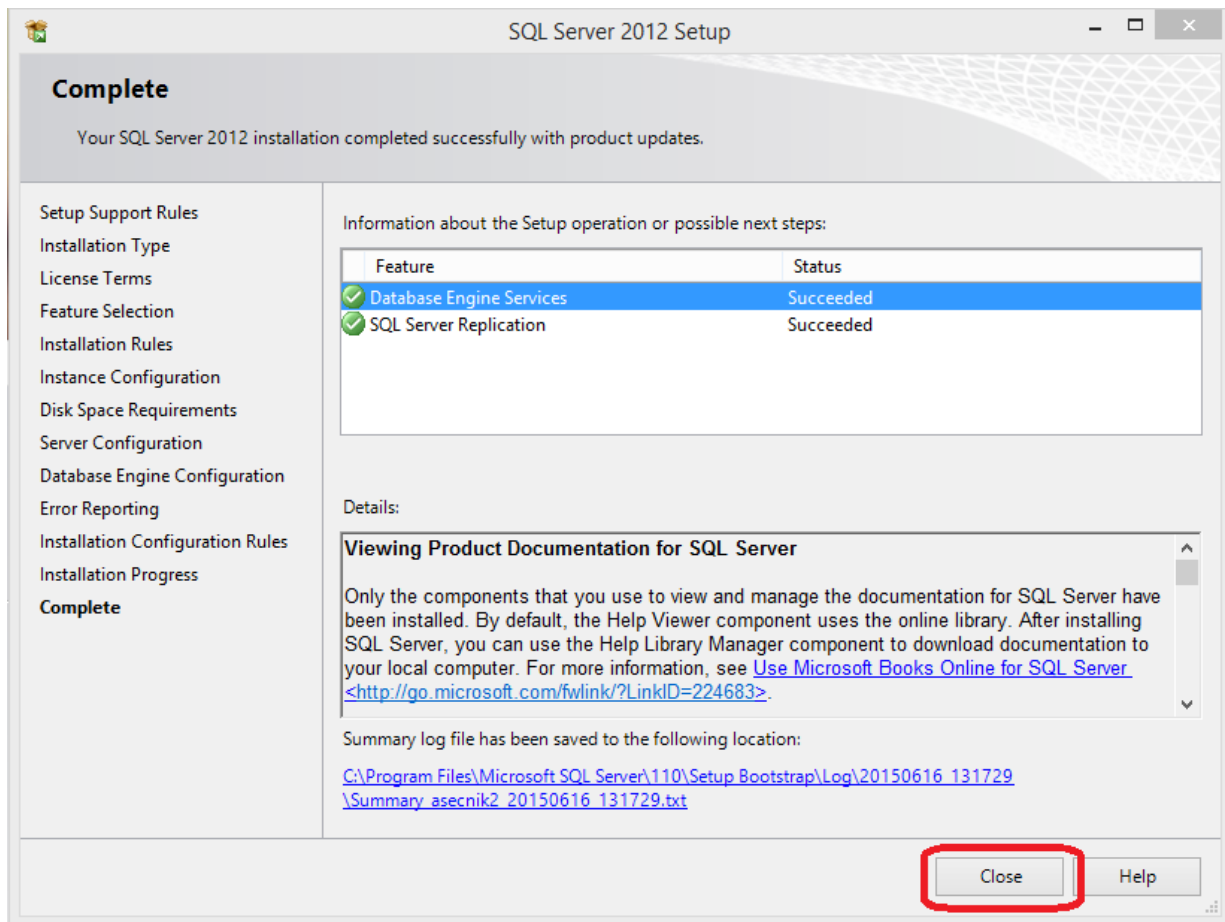 SQL Server 2012 Setup
Complete
Your SQL Server 2012 installation completed successfully with product updates.
Setup Support Rules
Installation Type
License Terms
Feature Selection
Installation Rules
Instance Configuration
Disk Space Requirements
Server Configuration
Database Engine Configuration
Error Reporting
Installation Configuration Rules
Installation Progress
Complete
Information about the Setup operation or possible next steps:
Feature Status
Database Engine Services Succeeded
SQL Server Replication Succeeded
Details:
Viewing Product Documentation for SQL Server
Only the components that you use to view and manage the documentation for SQL Server have
been installed. By default, the Help Viewer component uses the online library. After installing
SQL Server, you can use the Help Library Manager component to download documentation to
your local computer. For more information, see Use Microsoft Books Online for SQL Server
<http://go.microsoft.com/fwlink/?LinkID=224683>.
Summary log file has been saved to the following location:
C:\Program Files\Microsoft SQL Server\110\Setup Bootstrap\Log\20150616_131729
\Summary_asecnik2_20150616_131729.txt
Close Help